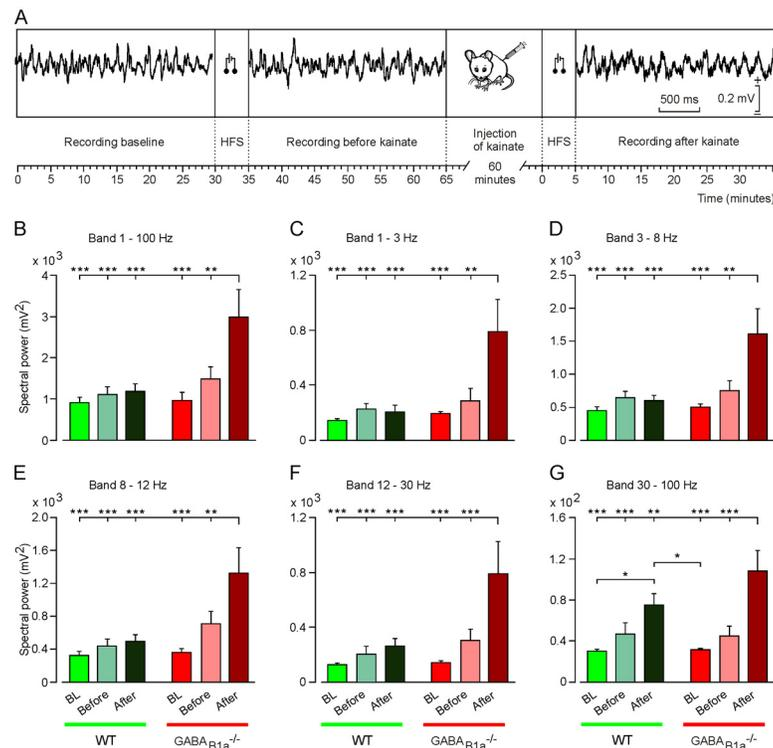 A
+
500 ms
0.2 mV
–
Recording baseline
HFS
Recording before kainate
Injection
of kainate
HFS
Recording after kainate
0 5 10 15 20 25 30 35 40 45 50 55 60 65 60 0 5 10 15 20 25 30 35
minutes
Time (minutes)
B
Band 1 - 100 Hz
x 10³
*** *** *** *** **
4
3
2
1
0
Spectral power (mV²)
C
Band 1 - 3 Hz
x 10³
*** *** *** *** **
1.2
0.8
0.4
0
D
Band 3 - 8 Hz
x 10³
*** *** *** *** **
2.5
2.0
1.5
1.0
0.5
0
E
Band 8 - 12 Hz
x 10³
*** *** *** *** **
2.0
1.6
1.2
0.8
0.4
0
Spectral power (mV²)
BL Before After BL Before After
WT GABA B1a -/-
F
Band 12 - 30 Hz
x 10³
*** *** *** *** ***
1.2
0.8
0.4
0
BL Before After BL Before After
WT GABA B1a -/-
G
Band 30 - 100 Hz
x 10²
*** *** ** *** ***
* *
1.6
1.2
0.8
0.4
0
BL Before After BL Before After
WT GABA B1a -/-